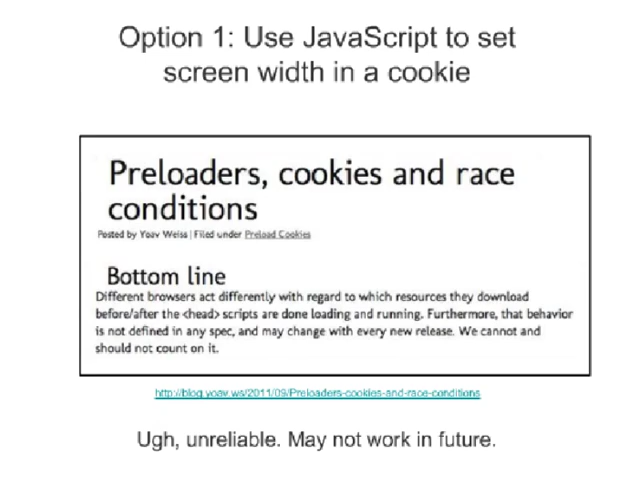 Option 1: Use JavaScript to set
screen width in a cookie
Preloaders, cookies and race
conditions
Posted by Yoav Weiss | Filed under Preload Cookies
Bottom line
Different browsers act differently with regard to which resources they download
before/after the <head> scripts are done loading and running. Furthermore, that behavior
is not defined in any spec, and may change with every new release. We cannot and
should not count on it.
http://blog.yoav.ws/2011/09/Preloaders-cookies-and-race-conditions
Ugh, unreliable. May not work in future.